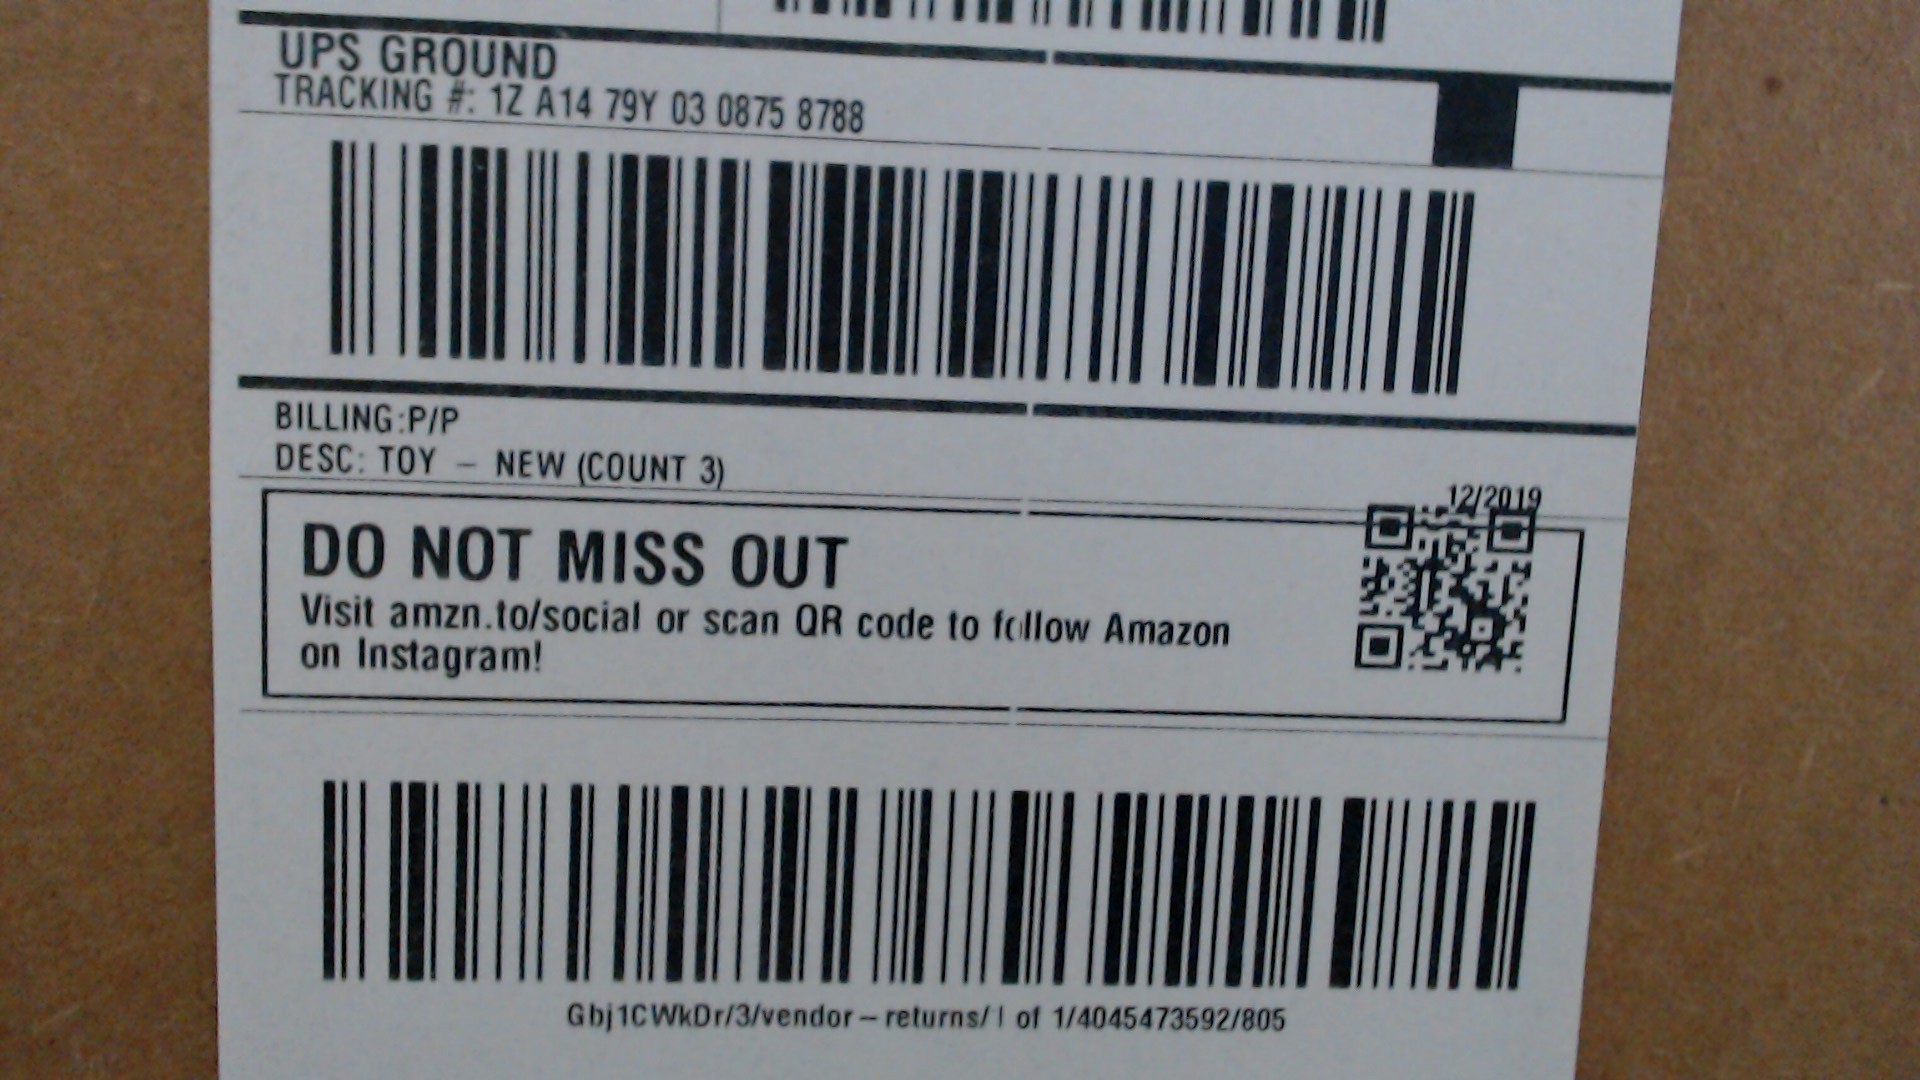 UPS GROUND
TRACKING #: 1Z A14 79Y 03 0875 8788
BILLING:P/P
DESC: TOY – NEW (COUNT 3)
12/2019
DO NOT MISS OUT
Visit amzn.to/social or scan QR code to follow Amazon
on Instagram!
Gbj1CWkDr/3/vendor–returns/1 of 1/4045473592/805